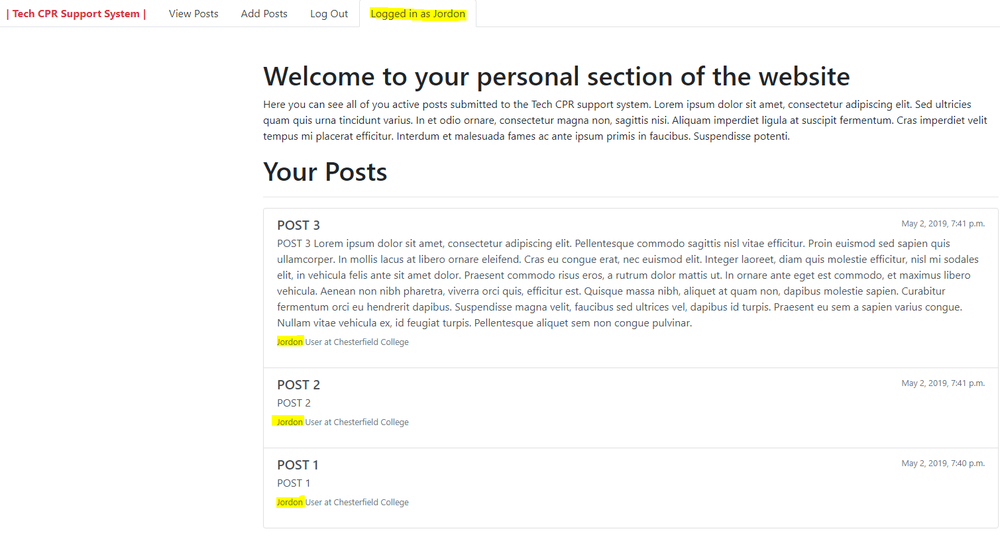 | Tech CPR Support System | View Posts Add Posts Log Out Logged in as Jordon
Welcome to your personal section of the website
Here you can see all of you active posts submitted to the Tech CPR support system. Lorem ipsum dolor sit amet, consectetur adipiscing elit. Sed ultricies
quam quis urna tincidunt varius. In et odio ornare, consectetur magna non, sagittis nisi. Aliquam imperdiet ligula at suscipit fermentum. Cras imperdiet velit
tempus mi placerat efficitur. Interdum et malesuada fames ac ante ipsum primis in faucibus. Suspendisse potenti.
Your Posts
POST 3 May 2, 2019, 7:41 p.m.
POST 3 Lorem ipsum dolor sit amet, consectetur adipiscing elit. Pellentesque commodo sagittis nisl vitae efficitur. Proin euismod sed sapien quis
ullamcorper. In mollis lacus at libero ornare eleifend. Cras eu congue erat, nec euismod elit. Integer laoreet, diam quis molestie efficitur, nisl mi sodales
elit, in vehicula felis ante sit amet dolor. Praesent commodo risus eros, a rutrum dolor mattis ut. In ornare ante eget est commodo, et maximus libero
vehicula. Aenean non nibh pharetra, viverra orci quis, efficitur est. Quisque massa nibh, aliquet at quam non, dapibus molestie sapien. Curabitur
fermentum orci eu hendrerit dapibus. Suspendisse magna velit, faucibus sed ultrices vel, dapibus id turpis. Praesent eu sem a sapien varius congue.
Nullam vitae vehicula ex, id feugiat turpis. Pellentesque aliquet sem non congue pulvinar.
Jordon User at Chesterfield College
POST 2 May 2, 2019, 7:41 p.m.
POST 2
Jordon User at Chesterfield College
POST 1 May 2, 2019, 7:40 p.m.
POST 1
Jordon User at Chesterfield College